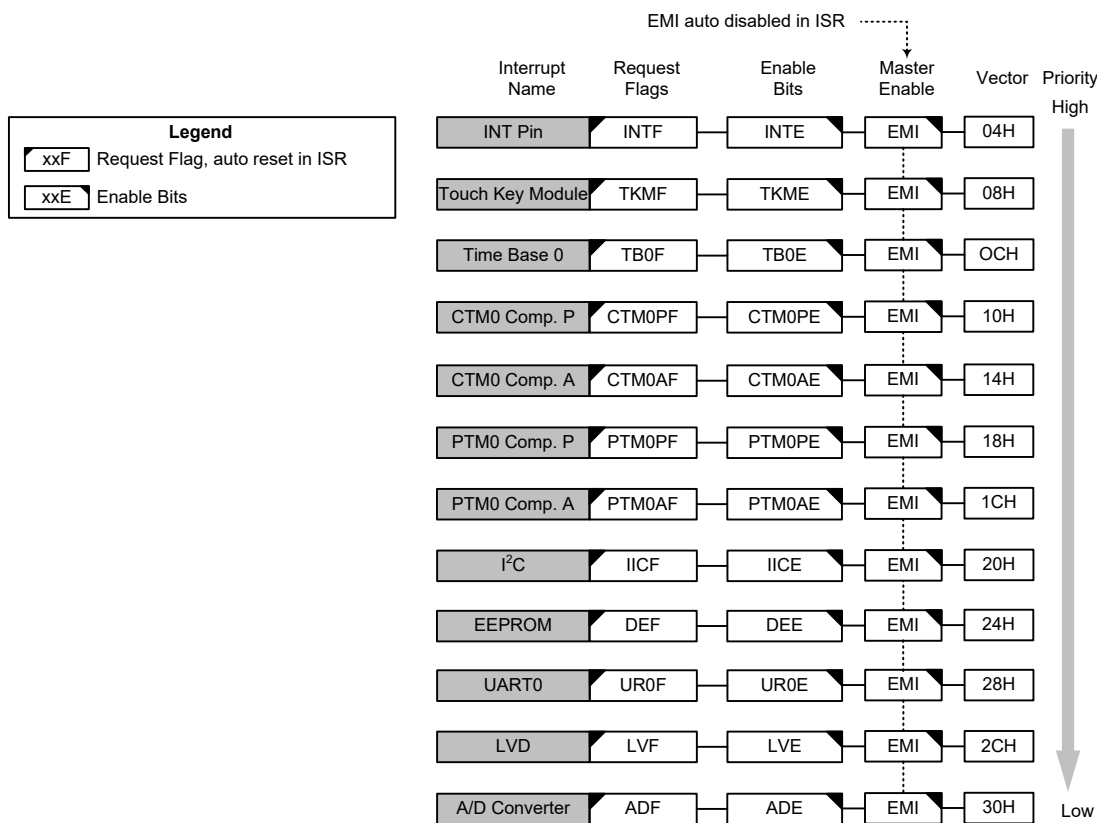 EMI auto disabled in ISR
Interrupt Name
Request Flags
Enable Bits
Master Enable
Vector
Priority
High
Legend
xxF Request Flag, auto reset in ISR
xxE Enable Bits
INT Pin INTF INTE EMI 04H
Touch Key Module TKMF TKME EMI 08H
Time Base 0 TB0F TB0E EMI OCH
CTM0 Comp. P CTM0PF CTM0PE EMI 10H
CTM0 Comp. A CTM0AF CTM0AE EMI 14H
PTM0 Comp. P PTM0PF PTM0PE EMI 18H
PTM0 Comp. A PTM0AF PTM0AE EMI 1CH
I²C IICF IICE EMI 20H
EEPROM DEF DEE EMI 24H
UART0 UR0F UR0E EMI 28H
LVD LVF LVE EMI 2CH
A/D Converter ADF ADE EMI 30H
Low